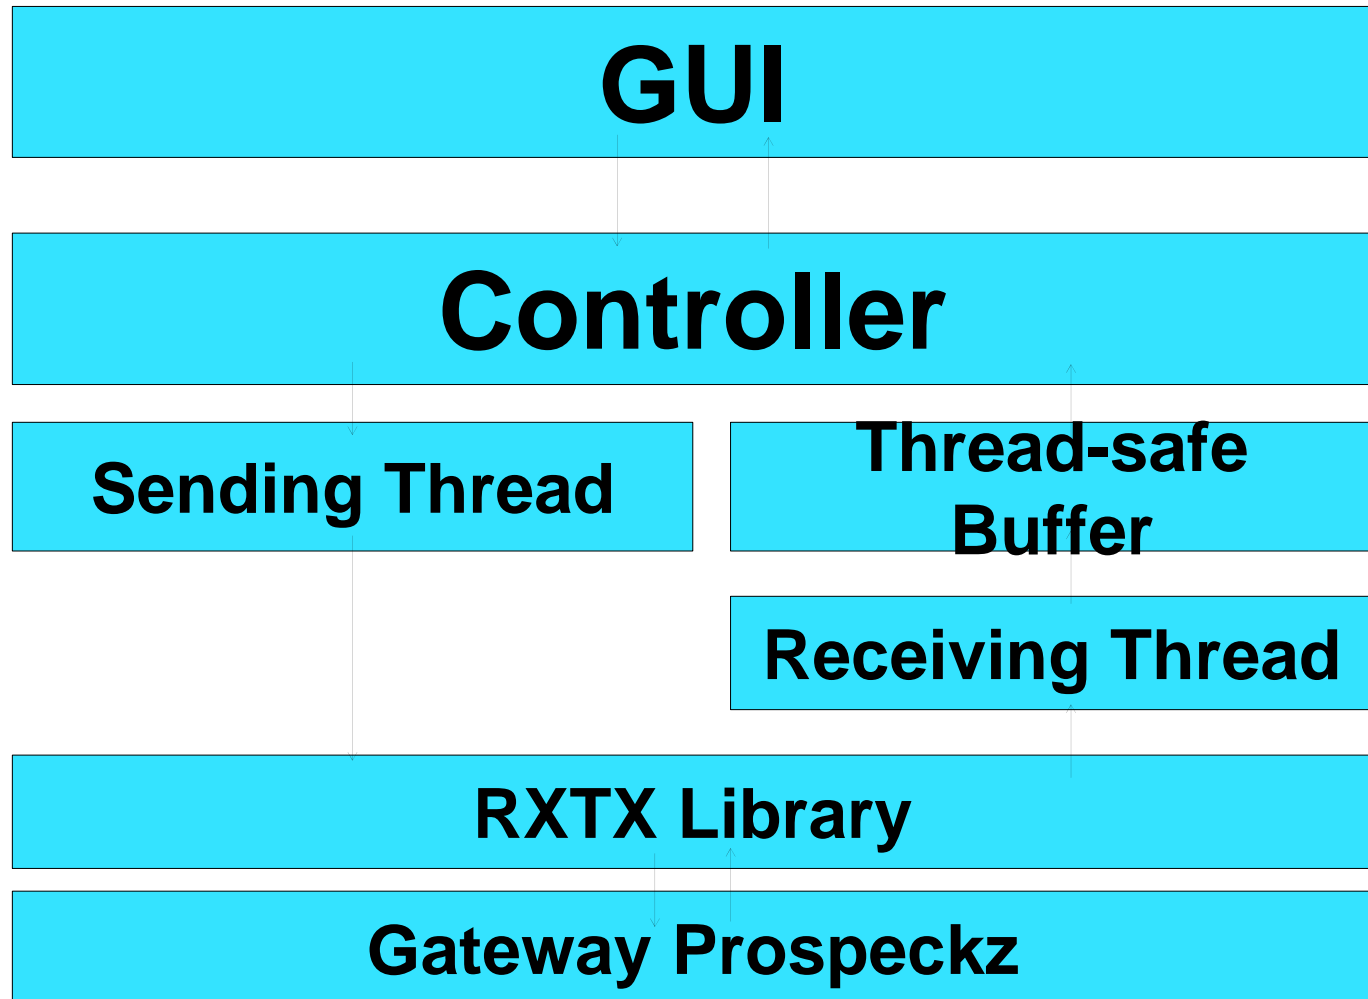 GUI
Controller
Sending Thread
Thread-safe
Buffer
Receiving Thread
RXTX Library
Gateway Prospeckz